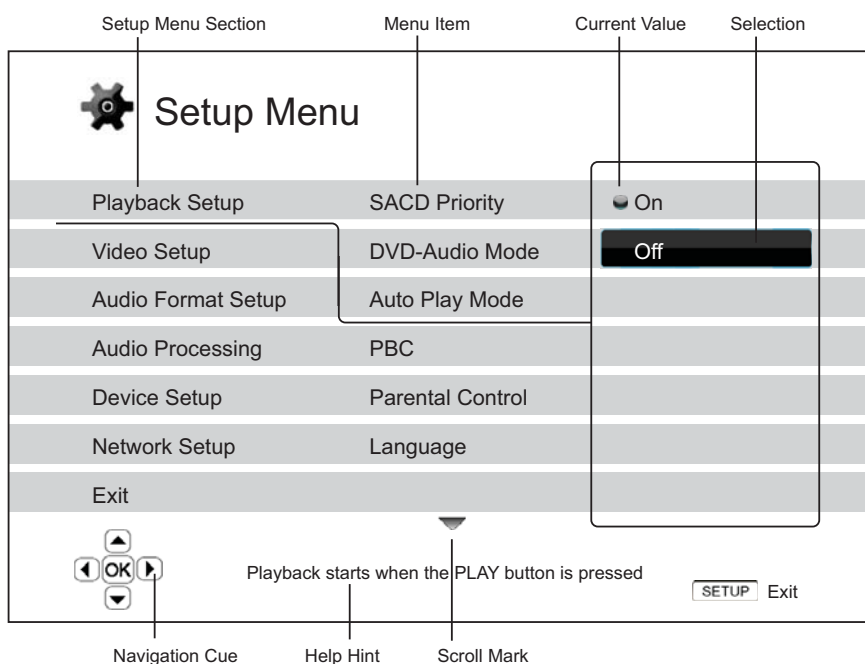 Setup Menu Section Menu Item Current Value Selection
Setup Menu
Playback Setup SACD Priority On
Video Setup DVD-Audio Mode Off
Audio Format Setup Auto Play Mode
Audio Processing PBC
Device Setup Parental Control
Network Setup Language
Exit
OK
Playback starts when the PLAY button is pressed
SETUP Exit
Navigation Cue Help Hint Scroll Mark